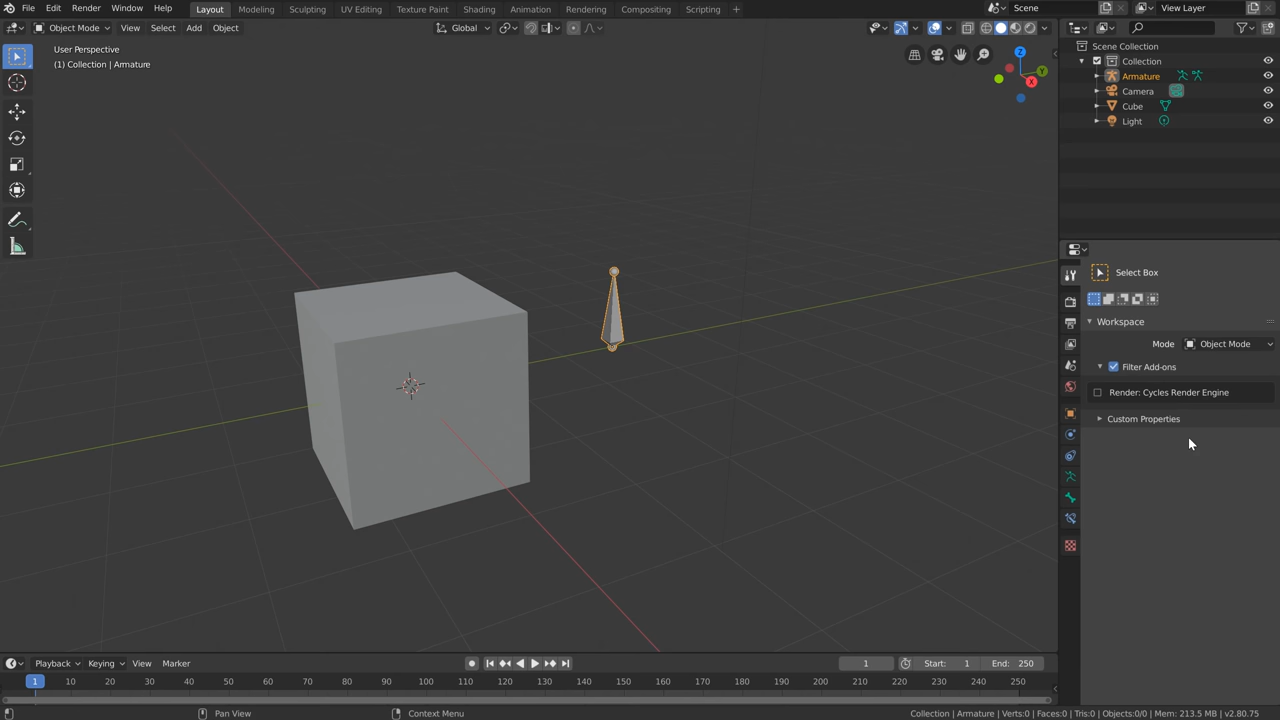 File Edit Render Window Help Layout Modeling Sculpting UV Editing Texture Paint Shading Animation Rendering Compositing Scripting + Scene View Layer
Object Mode View Select Add Object Global
User Perspective
(1) Collection | Armature
Z
Y
X
Scene Collection
Collection
Armature
Camera
Cube
Light
Select Box
Workspace
Mode Object Mode
Filter Add-ons
Render: Cycles Render Engine
Custom Properties
Playback Keying View Marker 1 Start: 1 End: 250
1 10 20 30 40 50 60 70 80 90 100 110 120 130 140 150 160 170 180 190 200 210 220 230 240 250
Pan View Context Menu Collection | Armature | Verts:0 | Faces:0 | Tris:0 | Objects:0/0 | Mem: 213.5 MB | v2.80.75